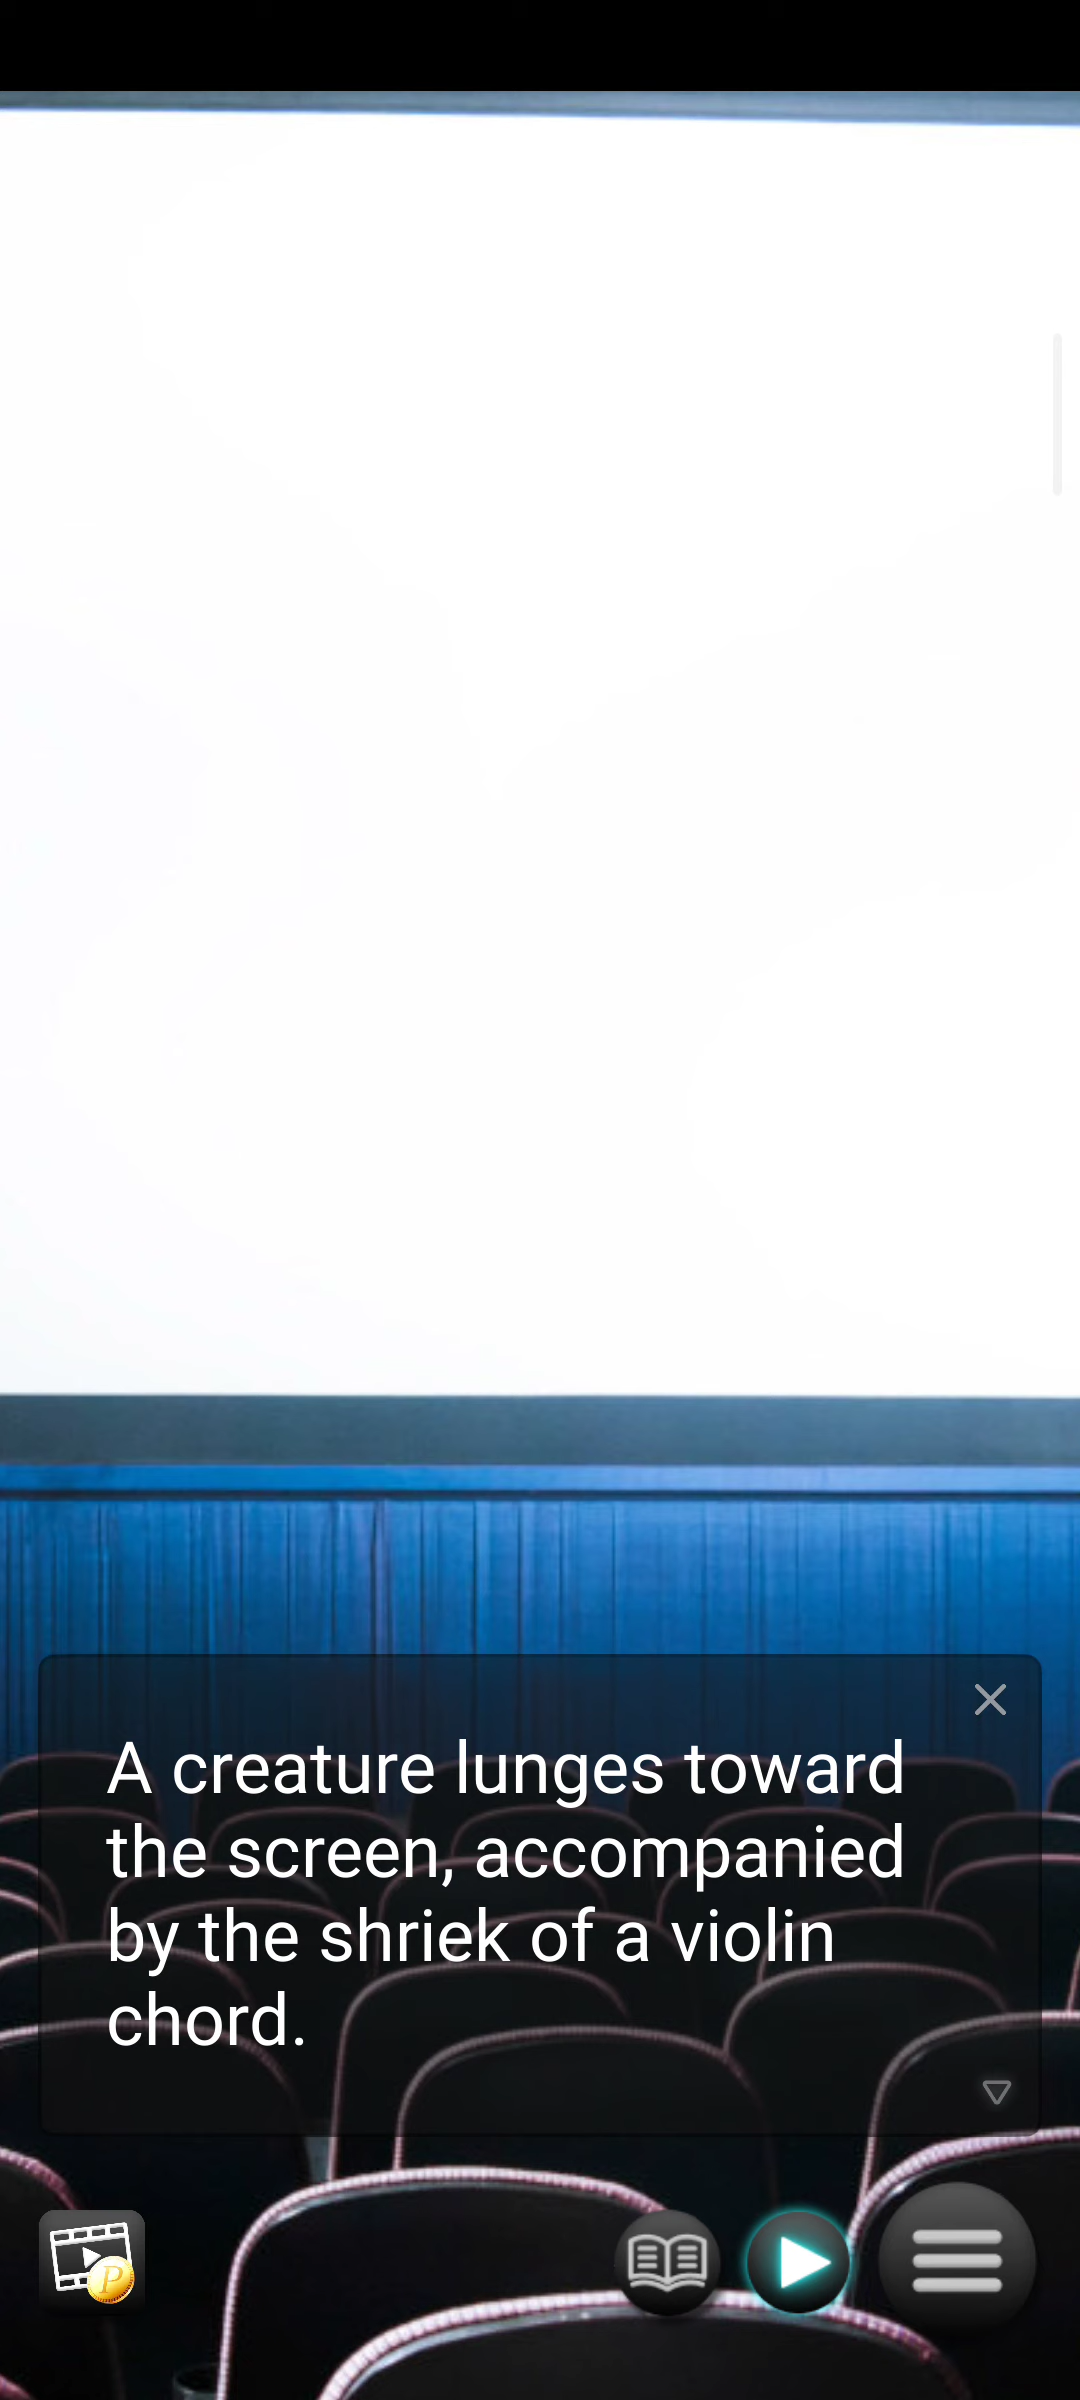 A creature lunges toward
the screen, accompanied
by the shriek of a violin
chord.
P